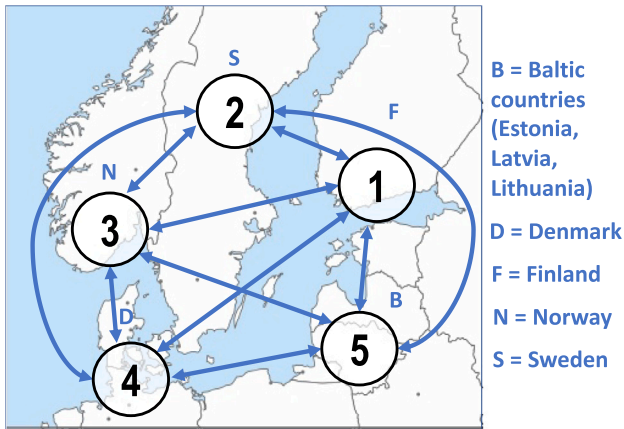 S
2
F
N
1
3
B
D
5
4
B = Baltic
countries
(Estonia,
Latvia,
Lithuania)
D = Denmark
F = Finland
N = Norway
S = Sweden